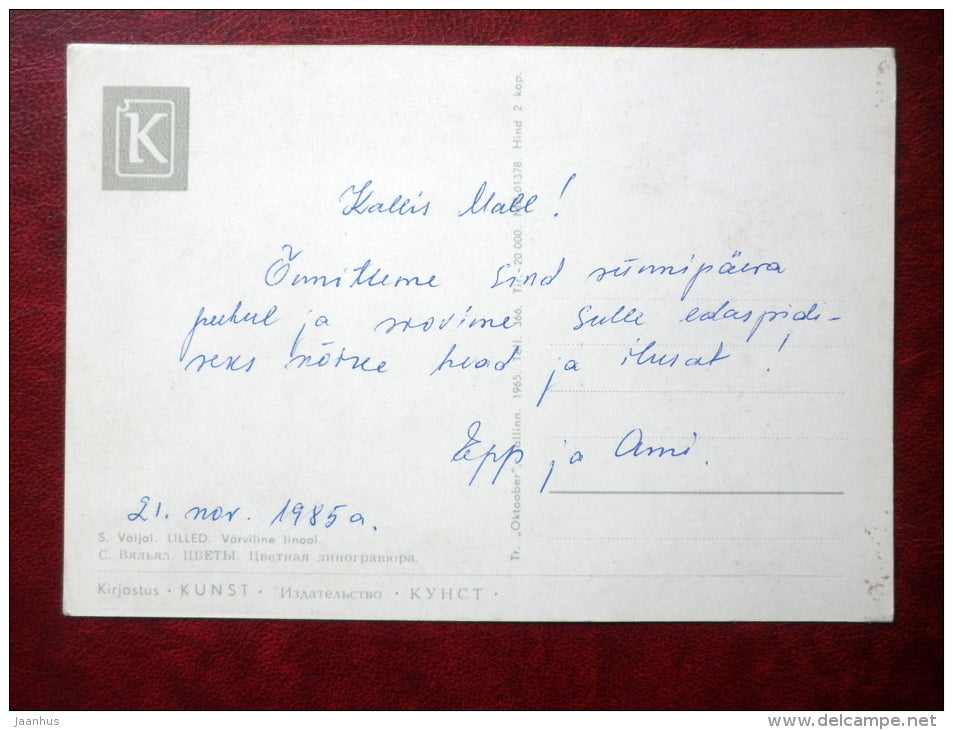 K
Kallis Mall!
Õnnitleme Sind sünnipäeva
puhul ja soovime Sulle edaspidi-
seks kõike head ja ilusat!
Epp ja Ami.
21. nov. 1985a.
S. Väljal. LILLED. Värviline linool.
С. Вяльял. ЦВЕТЫ. Цветная линогравюра.
Kirjastus · KUNST · Издательство · КУНСТ ·
Tr. „Oktoober", Tallinn. 1965. Tell. 366. Tir. 20 000. 01378. Hind 2 kop.
jaanhus
www.delcampe.net